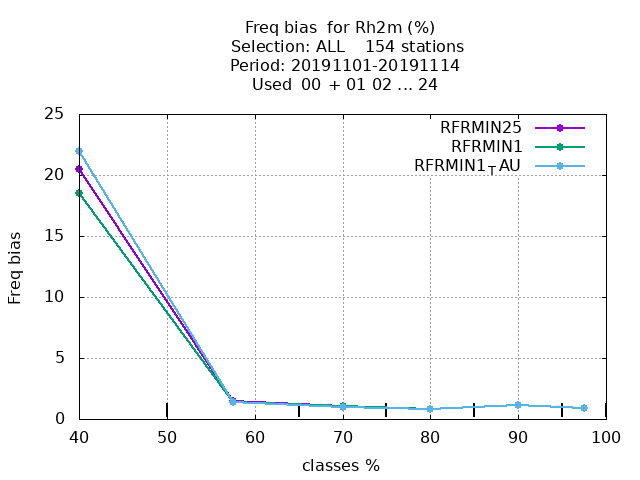 Freq bias  for Rh2m (%)
Selection: ALL    154 stations
Period: 20191101-20191114
Used  00 + 01 02 ... 24
RFRMIN25
RFRMIN1
RFRMIN1TAU
25
20
15
10
5
0
Freq bias
40 50 60 70 80 90 100
classes %